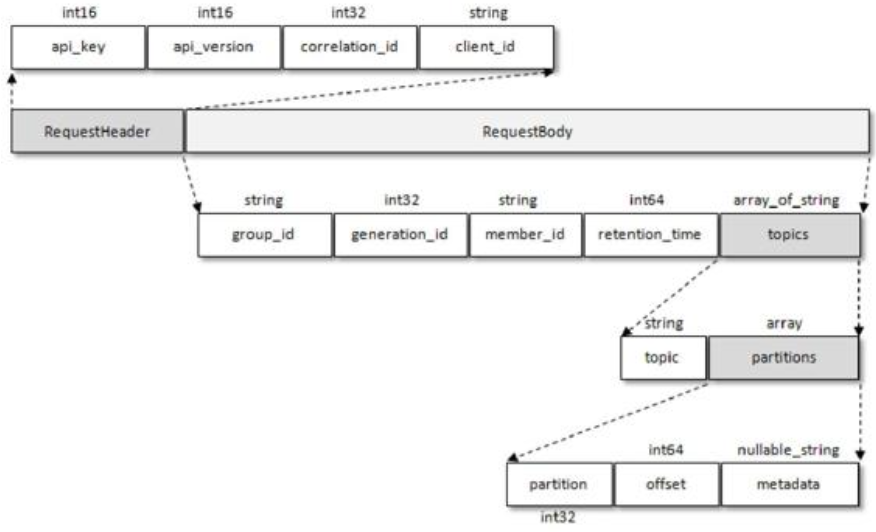 int16 int16 int32 string
api_key api_version correlation_id client_id
RequestHeader RequestBody
string int32 string int64 array_of_string
group_id generation_id member_id retention_time topics
string array
topic partitions
int64 nullable_string
partition offset metadata
int32